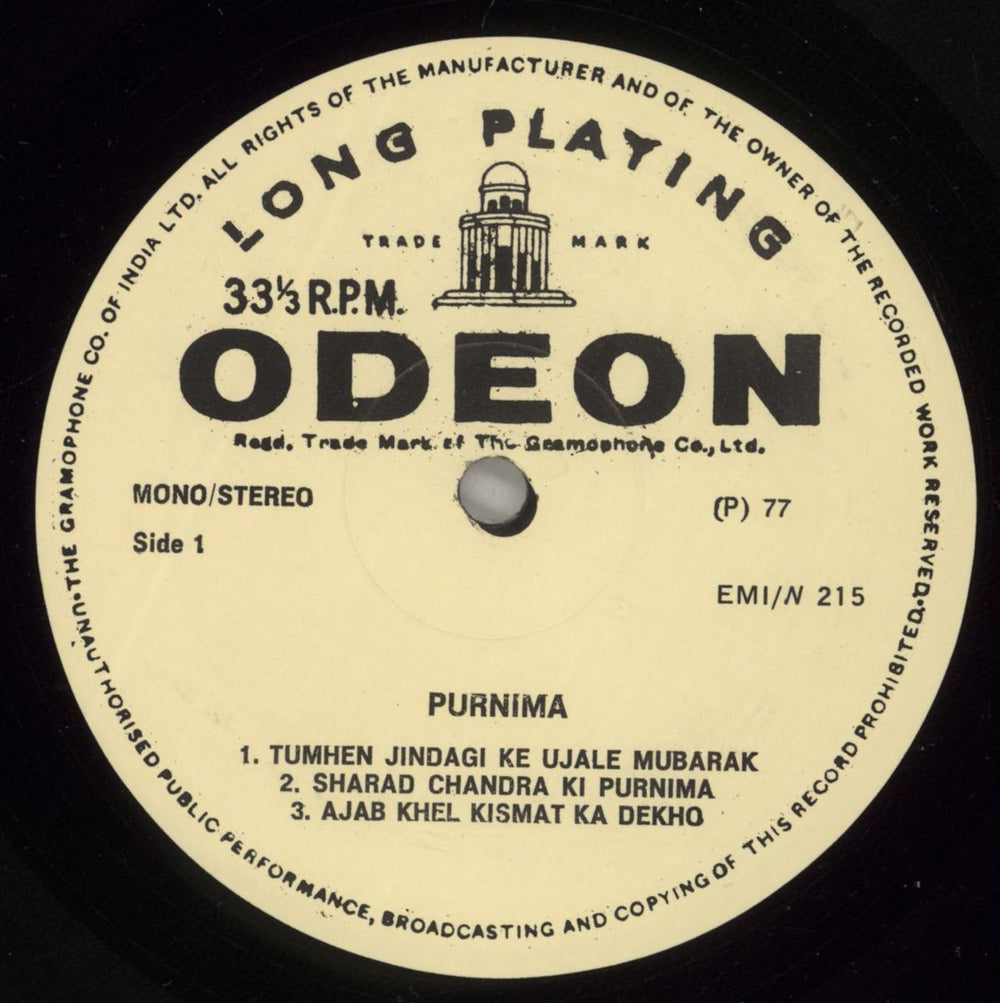 THE GRAMOPHONE CO. OF INDIA LTD. ALL RIGHTS OF THE MANUFACTURER AND OF THE OWNER OF THE RECORDED WORK RESERVED.
LONG PLAYING
TRADE MARK
33⅓ R.P.M.
ODEON
Regd. Trade Mark of The Gramophone Co., Ltd.
MONO/STEREO
(P) 77
Side 1
EMI/N 215
PURNIMA
1. TUMHEN JINDAGI KE UJALE MUBARAK
2. SHARAD CHANDRA KI PURNIMA
3. AJAB KHEL KISMAT KA DEKHO
UNAUTHORISED PUBLIC PERFORMANCE, BROADCASTING AND COPYING OF THIS RECORD PROHIBITED.